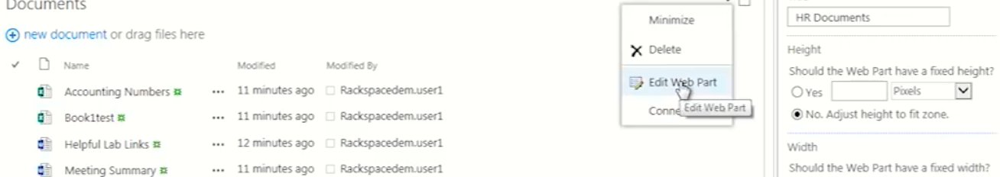 Documents
new document or drag files here
Name Modified Modified By
Accounting Numbers ... 11 minutes ago Rackspacedem.user1
Book1test ... 11 minutes ago Rackspacedem.user1
Helpful Lab Links ... 12 minutes ago Rackspacedem.user1
Meeting Summary ... 11 minutes ago Rackspacedem.user1
Minimize
Delete
Edit Web Part
Edit Web Part
Conne
HR Documents
Height
Should the Web Part have a fixed height?
Yes Pixels
No. Adjust height to fit zone.
Width
Should the Web Part have a fixed width?